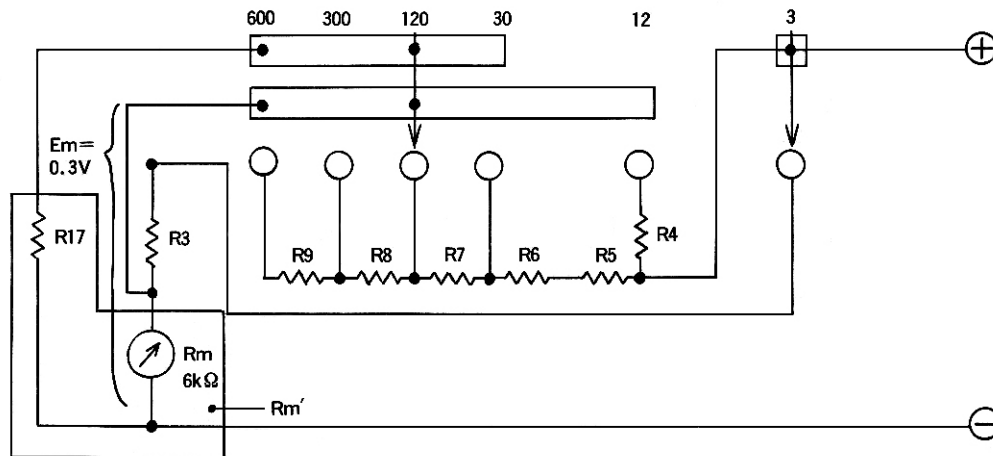 600 300 120 30 12 3
⊕
Em=
0.3V
R17 R3 R4
R9 R8 R7 R6 R5
Rm
6kΩ
Rm′
⊖